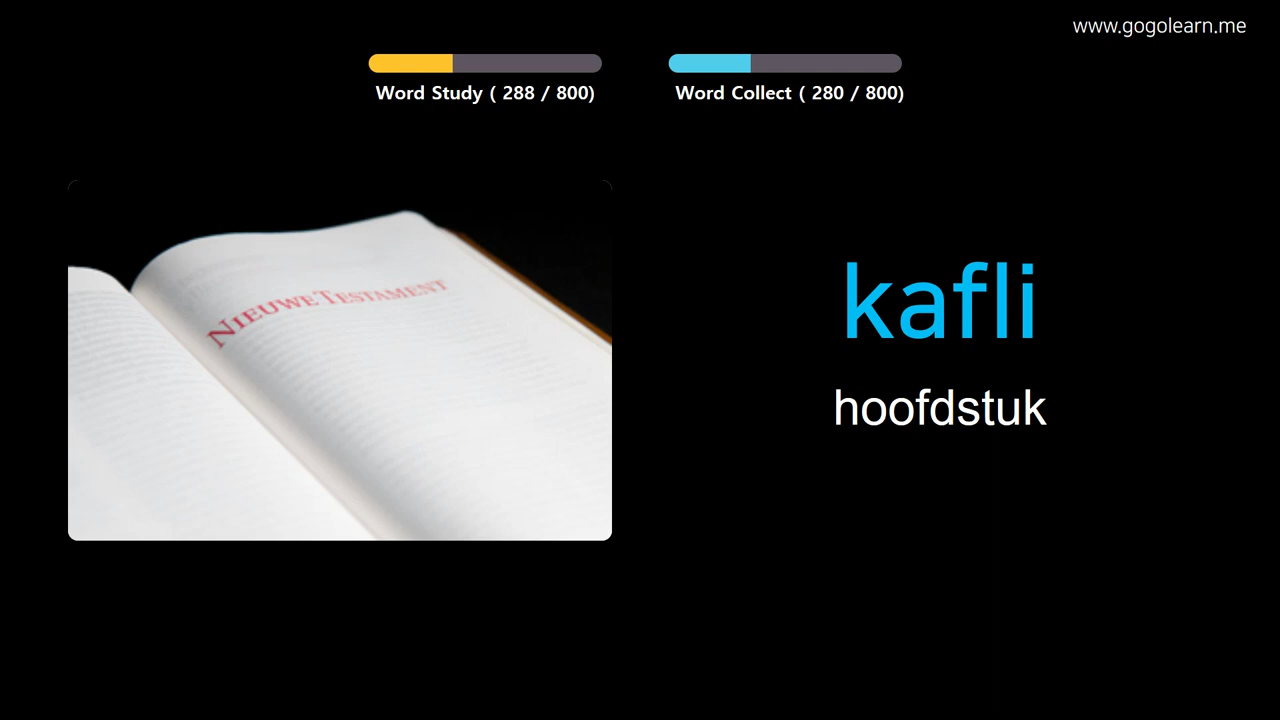 www.gogolearn.me
Word Study ( 288 / 800)
Word Collect ( 280 / 800)
NIEUWE TESTAMENT
kafli
hoofdstuk